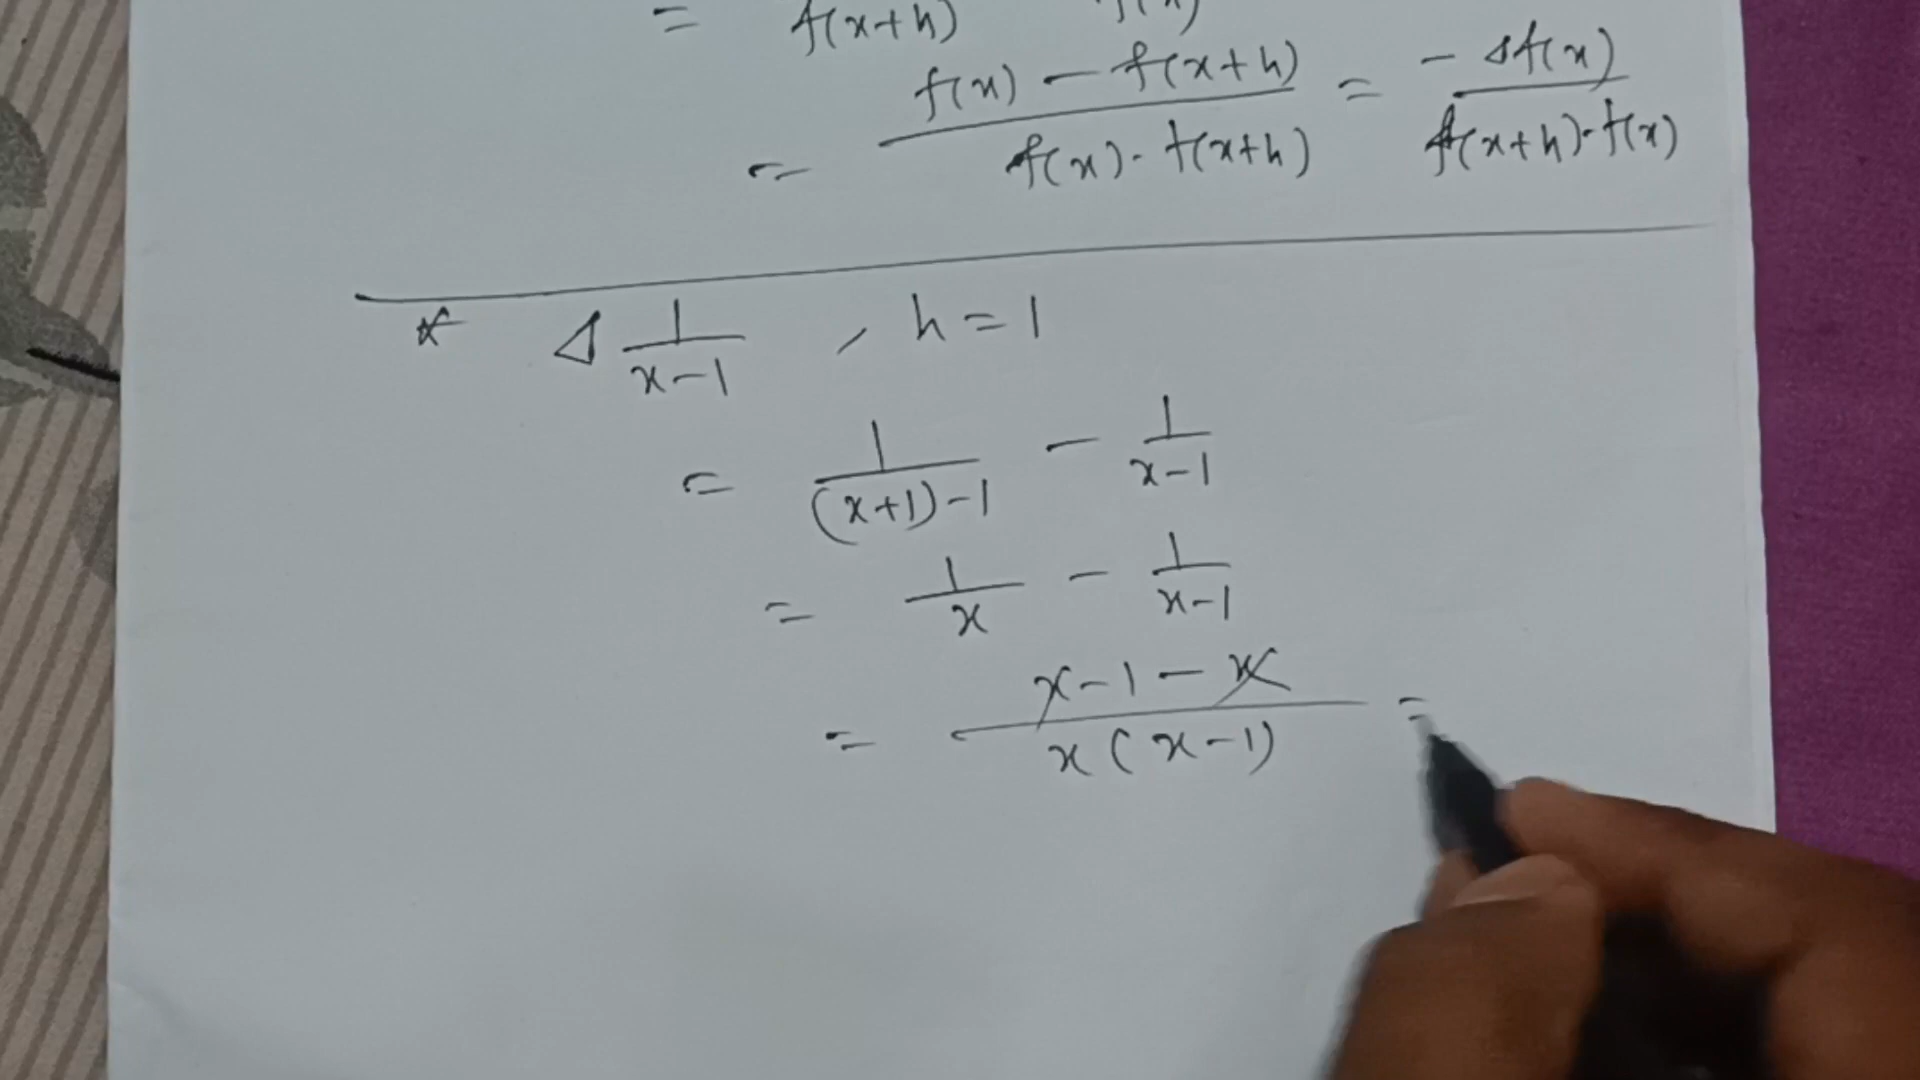 = f(x+h) f(x)
= f(x) - f(x+h) / f(x) · f(x+h) = - Δf(x) / f(x+h) · f(x)
* Δ 1/(x-1) , h = 1
= 1/((x+1)-1) - 1/(x-1)
= 1/x - 1/(x-1)
= x-1-x / x(x-1) =